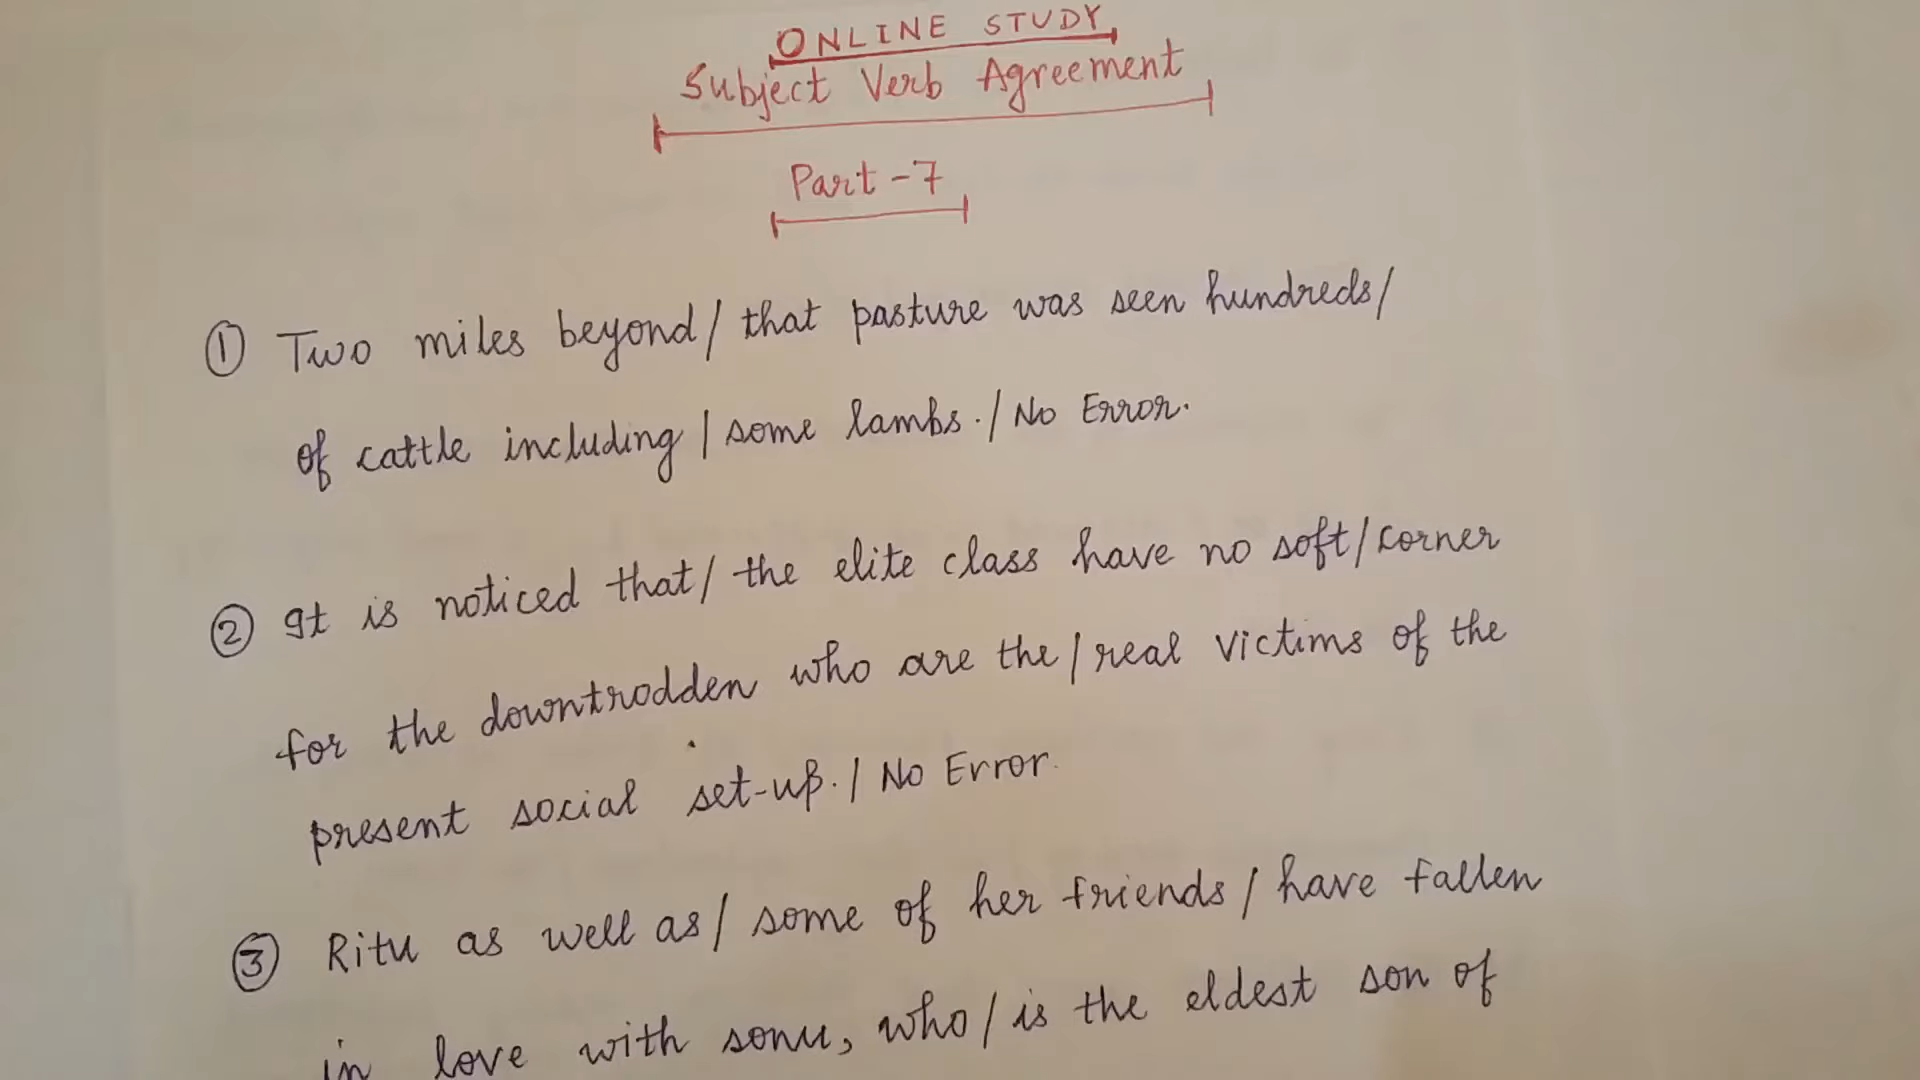 ONLINE STUDY
Subject Verb Agreement
Part-7
① Two miles beyond/ that pasture was seen hundreds/
of cattle including/ some lambs./ No Error.
② It is noticed that/ the elite class have no soft/ corner
for the downtrodden who are the/ real victims of the
present social set-up./ No Error.
③ Ritu as well as/ some of her friends/ have fallen
in love with sonu, who/ is the eldest son of